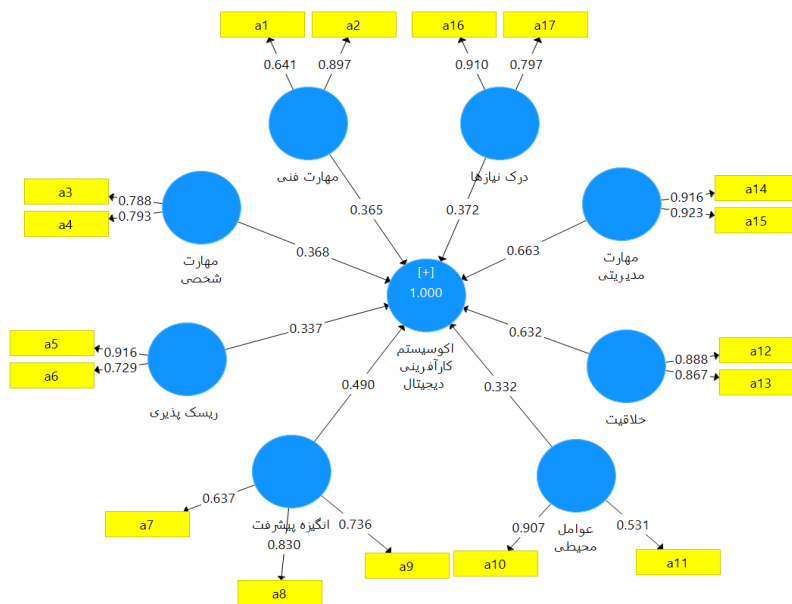 a1
a2
a16
a17
0.641
0.897
0.910
0.797
مهارت فنی
درک نیازها
a3
a4
0.788
0.793
مهارت
شخصی
a14
a15
0.916
0.923
مهارت
مدیریتی
0.365
0.372
0.368
0.663
[+]
1.000
اکوسیستم
کارآفرینی
دیجیتال
a5
a6
0.916
0.729
ریسک پذیری
0.337
0.632
a12
a13
0.888
0.867
خلاقیت
0.490
0.332
a7
0.637
انگیزه پیشرفت
0.830
0.736
a8
a9
عوامل
محیطی
0.907
0.531
a10
a11